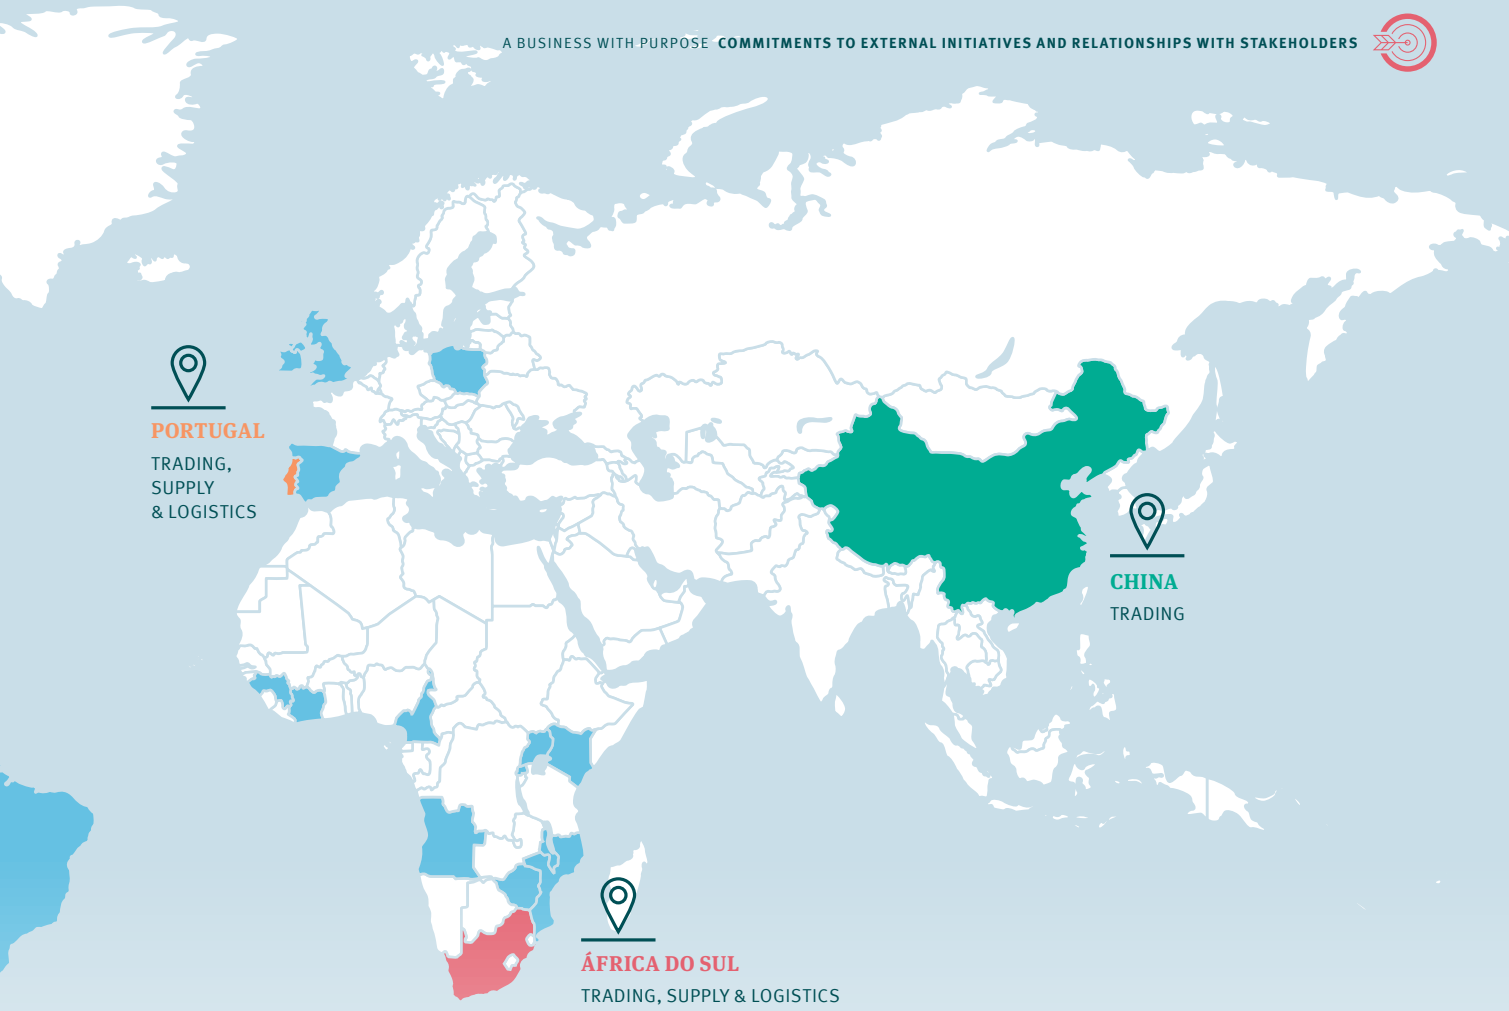 A BUSINESS WITH PURPOSE COMMITMENTS TO EXTERNAL INITIATIVES AND RELATIONSHIPS WITH STAKEHOLDERS
PORTUGAL
TRADING,
SUPPLY
& LOGISTICS
CHINA
TRADING
ÁFRICA DO SUL
TRADING, SUPPLY & LOGISTICS